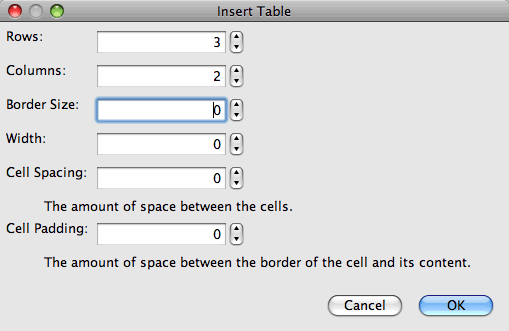 Insert Table
Rows: 3
Columns: 2
Border Size: 0
Width: 0
Cell Spacing: 0
The amount of space between the cells.
Cell Padding: 0
The amount of space between the border of the cell and its content.
Cancel OK